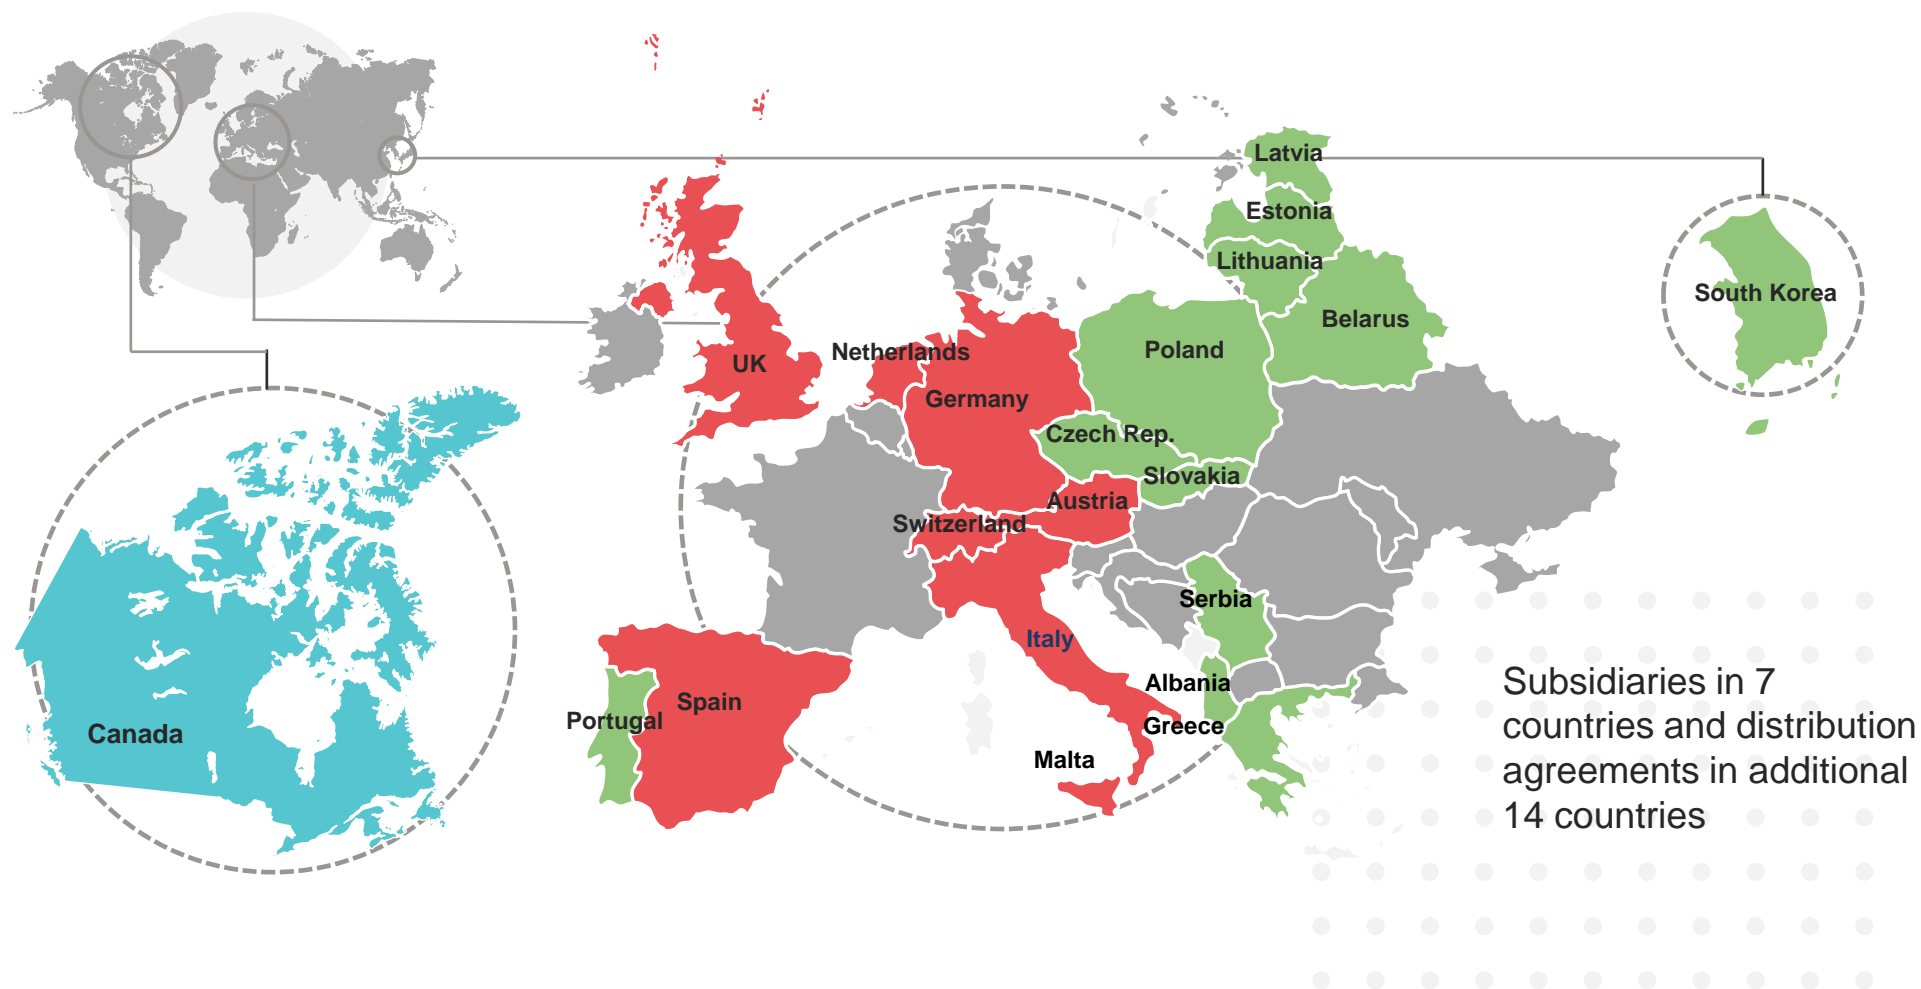 Latvia
Estonia
Lithuania
South Korea
Belarus
Poland
Netherlands
UK
Germany
Czech Rep.
Slovakia
Austria
Switzerland
Serbia
Italy
Albania
Spain
Portugal
Greece
Canada
Malta
Subsidiaries in 7
countries and distribution
agreements in additional
14 countries